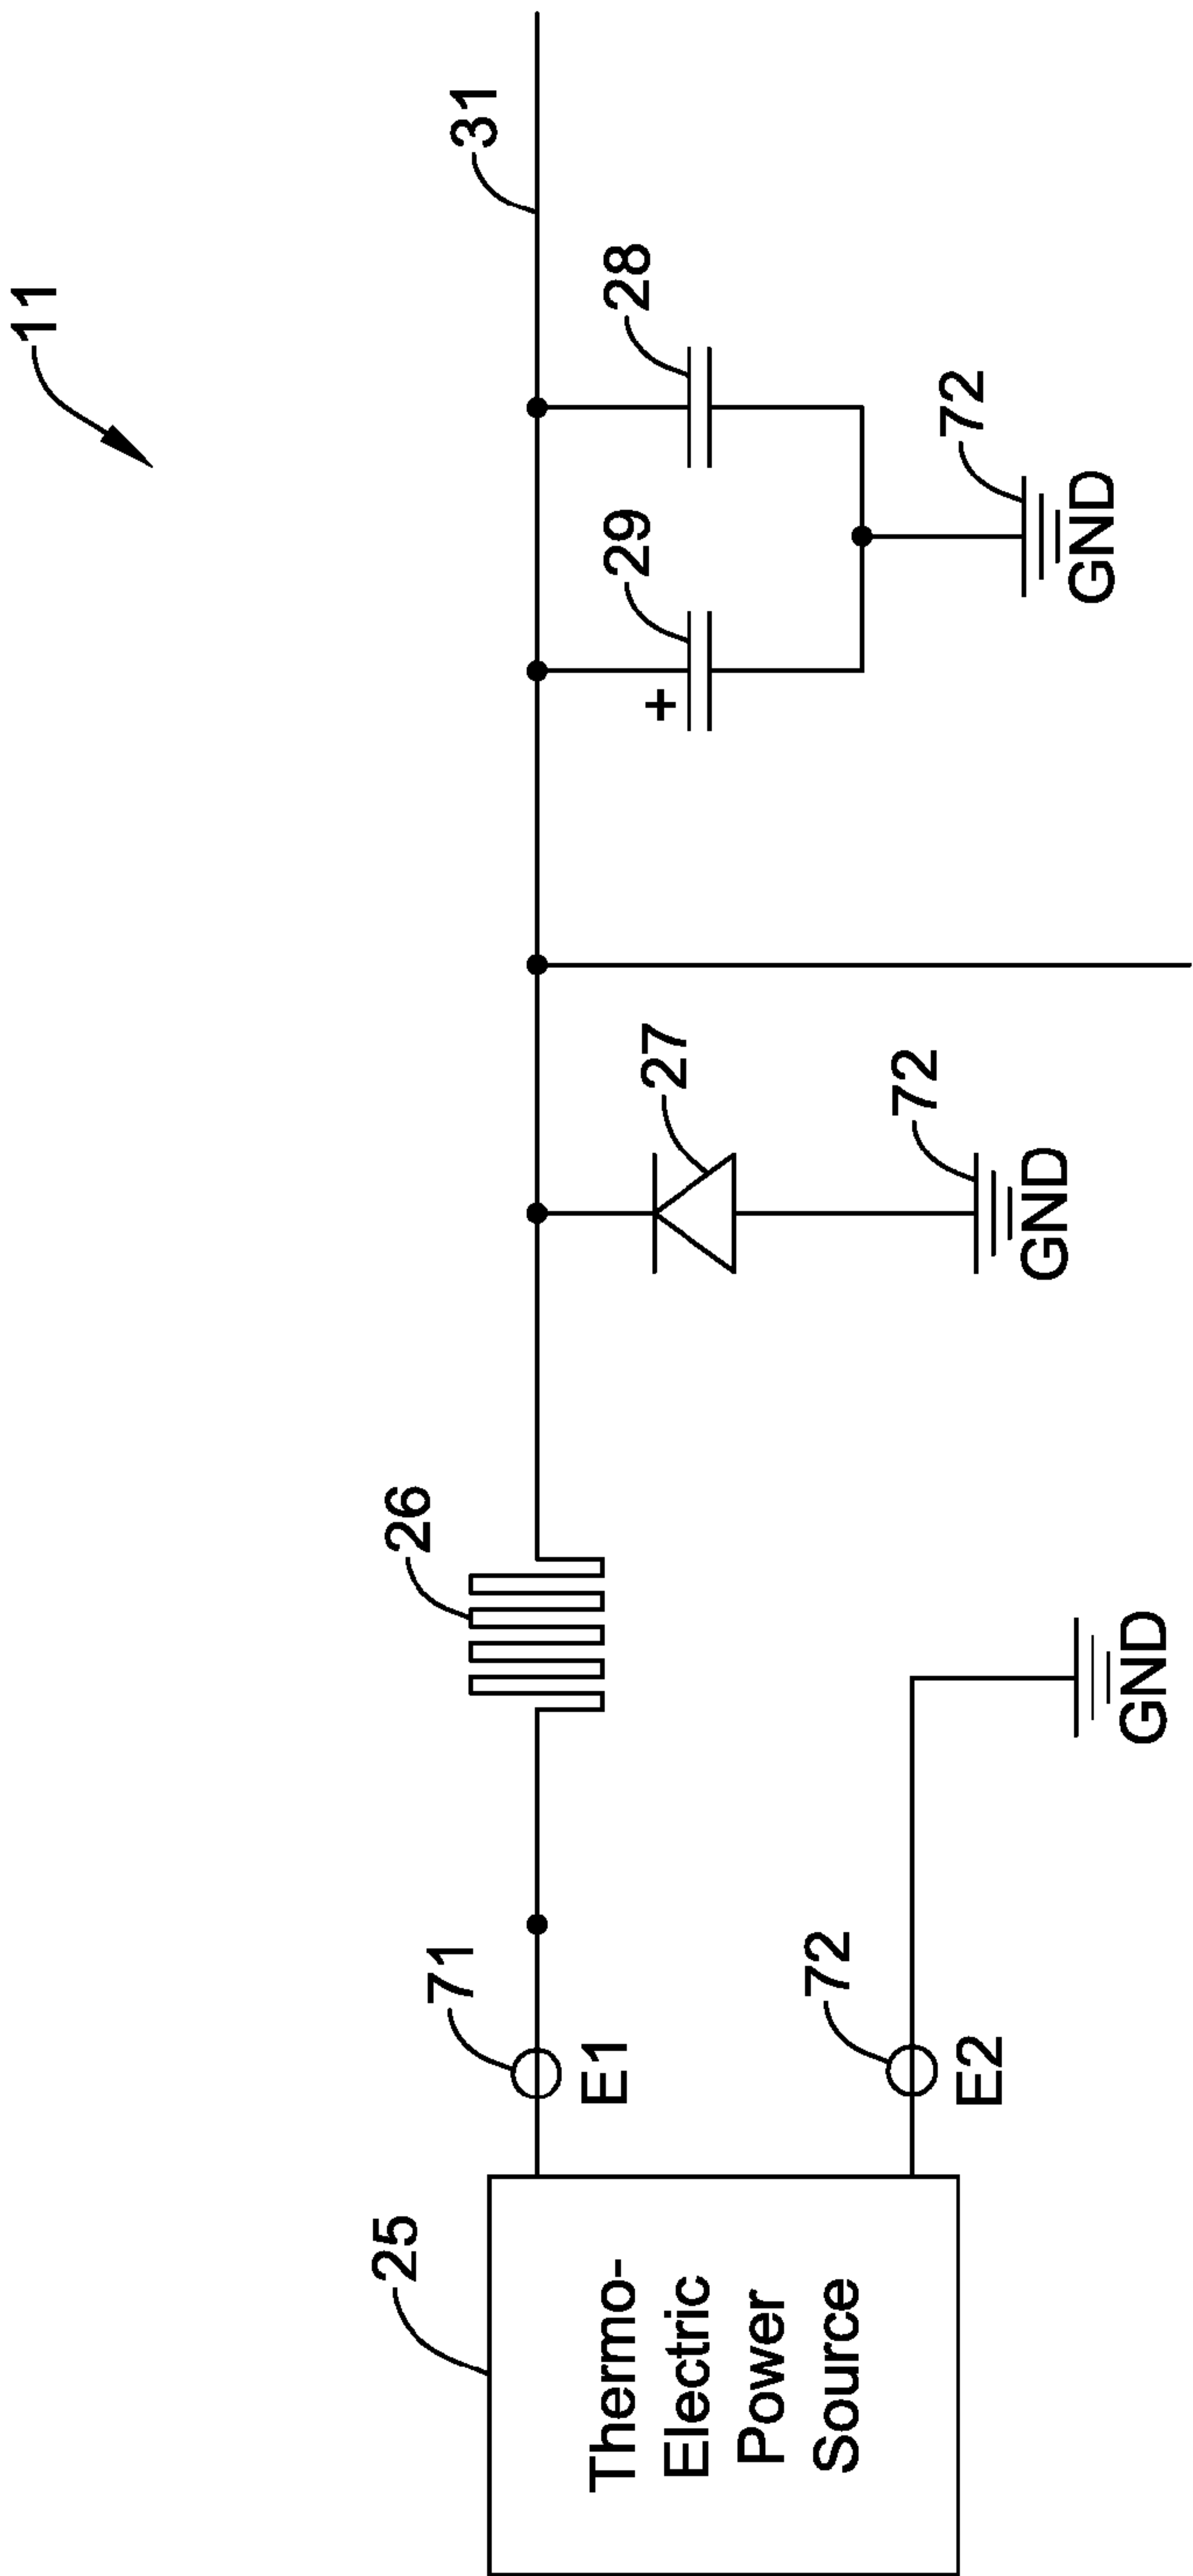 11
31
28
29
72
GND
27
72
GND
26
71
E1
72
E2
GND
25
Thermo-
Electric
Power
Source